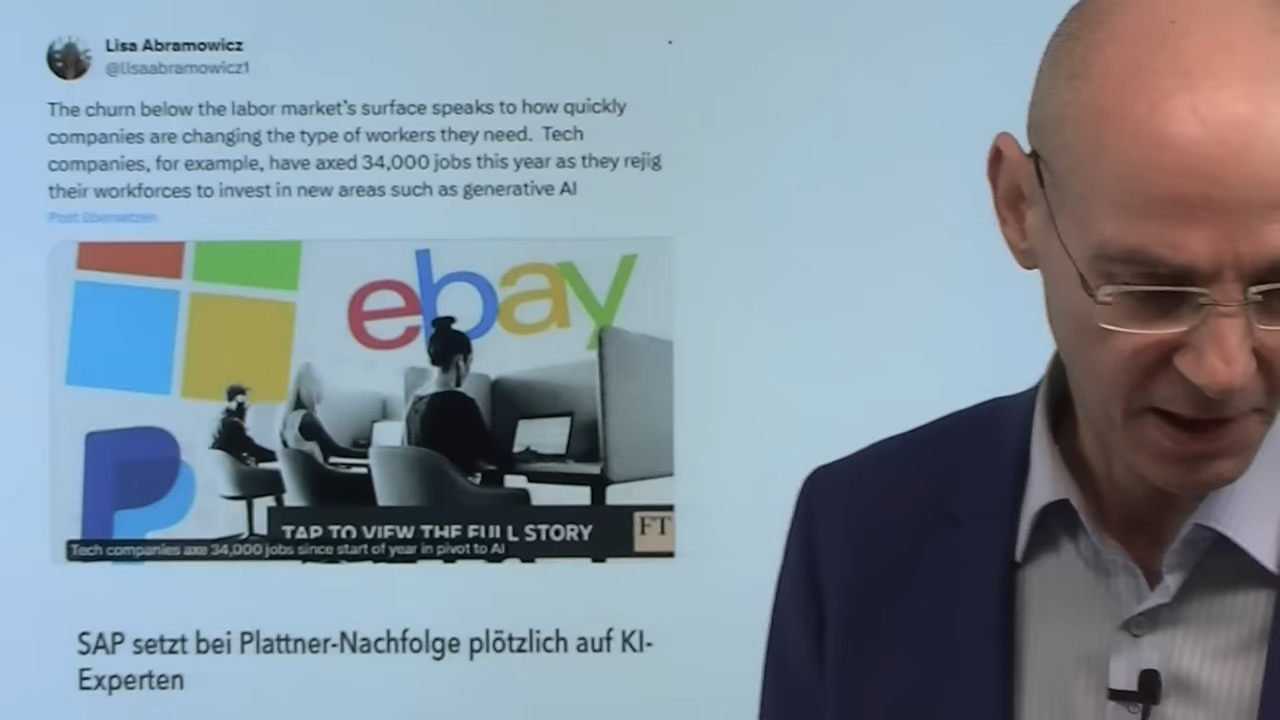 Lisa Abramowicz
@lisaabramowicz1
The churn below the labor market's surface speaks to how quickly
companies are changing the type of workers they need. Tech
companies, for example, have axed 34,000 jobs this year as they rejig
their workforces to invest in new areas such as generative AI
Post übersetzen
ebay
TAP TO VIEW THE FULL STORY
FT
Tech companies axe 34,000 jobs since start of year in pivot to AI
SAP setzt bei Plattner-Nachfolge plötzlich auf KI-
Experten